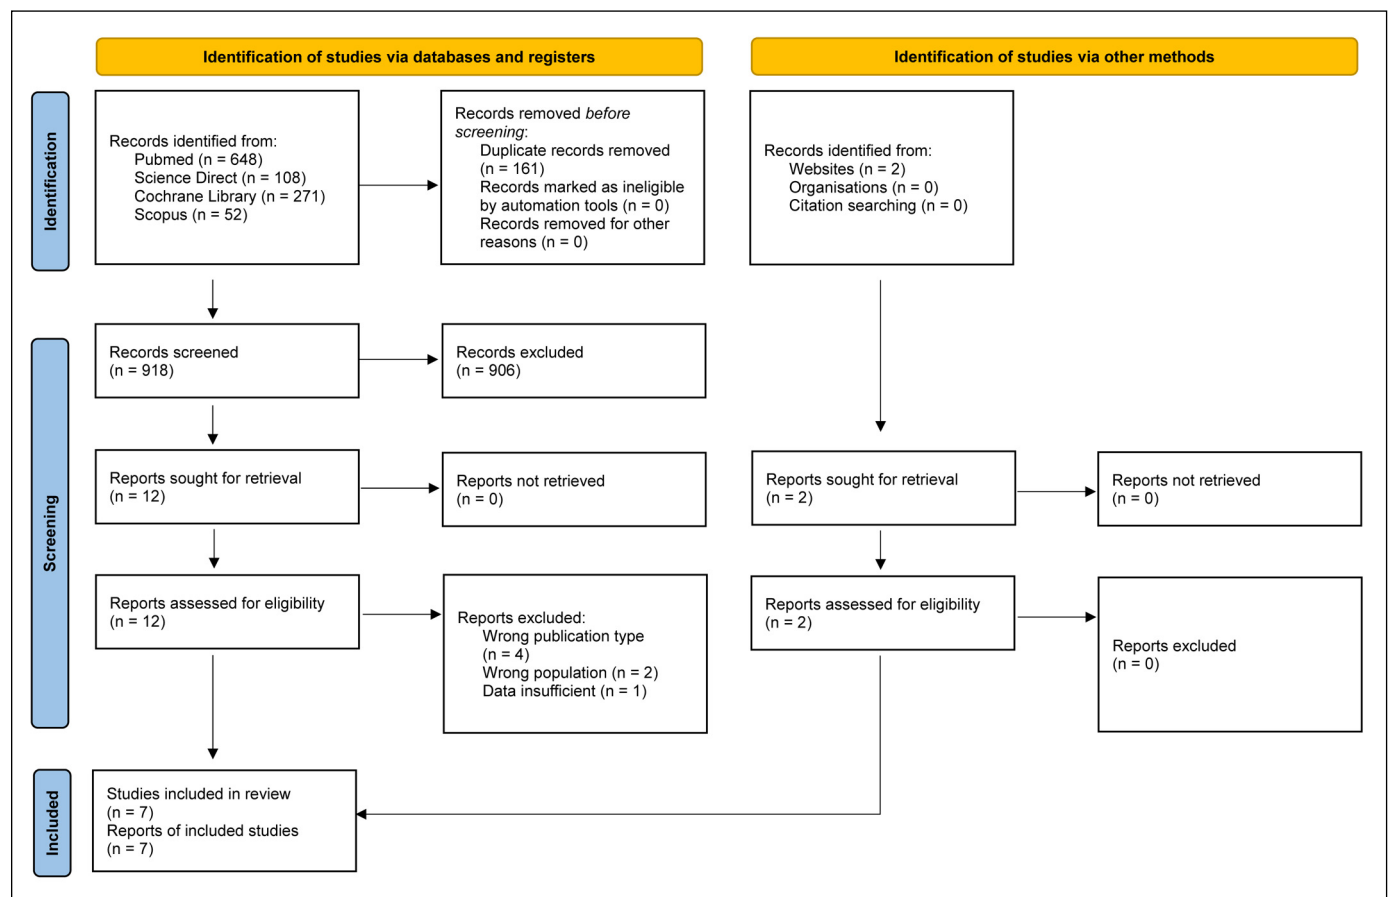 Identification of studies via databases and registers
Identification of studies via other methods
Identification
Records identified from:
Pubmed (n = 648)
Science Direct (n = 108)
Cochrane Library (n = 271)
Scopus (n = 52)
Records removed before
screening:
Duplicate records removed
(n = 161)
Records marked as ineligible
by automation tools (n = 0)
Records removed for other
reasons (n = 0)
Records identified from:
Websites (n = 2)
Organisations (n = 0)
Citation searching (n = 0)
Screening
Records screened
(n = 918)
Records excluded
(n = 906)
Reports sought for retrieval
(n = 12)
Reports not retrieved
(n = 0)
Reports sought for retrieval
(n = 2)
Reports not retrieved
(n = 0)
Reports assessed for eligibility
(n = 12)
Reports excluded:
Wrong publication type
(n = 4)
Wrong population (n = 2)
Data insufficient (n = 1)
Reports assessed for eligibility
(n = 2)
Reports excluded
(n = 0)
Included
Studies included in review
(n = 7)
Reports of included studies
(n = 7)